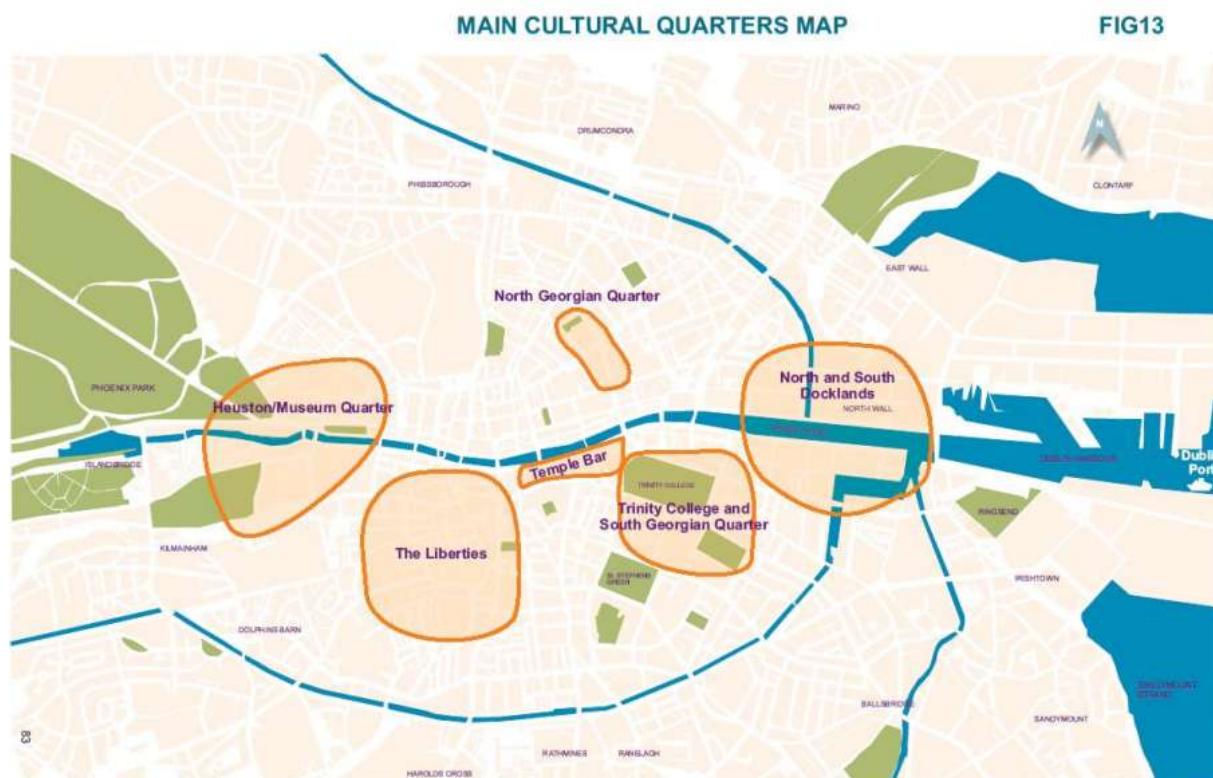 MAIN CULTURAL QUARTERS MAP
FIG13
MARINO
N
DRUMCONDRA
PHIBSBOROUGH
CLONTARF
EAST WALL
North Georgian Quarter
PHOENIX PARK
North and South
Docklands
NORTH WALL
Heuston/Museum Quarter
Temple Bar
ISLANDBRIDGE
Dublin
Port
TRINITY COLLEGE
Trinity College and
South Georgian Quarter
RINGSEND
KILMAINHAM
The Liberties
ST. STEPHENS
GREEN
IRISHTOWN
DOLPHINS BARN
SANDYMOUNT
STRAND
BALLSBRIDGE
SANDYMOUNT
83
RATHMINES
RANELAGH
HAROLDS CROSS